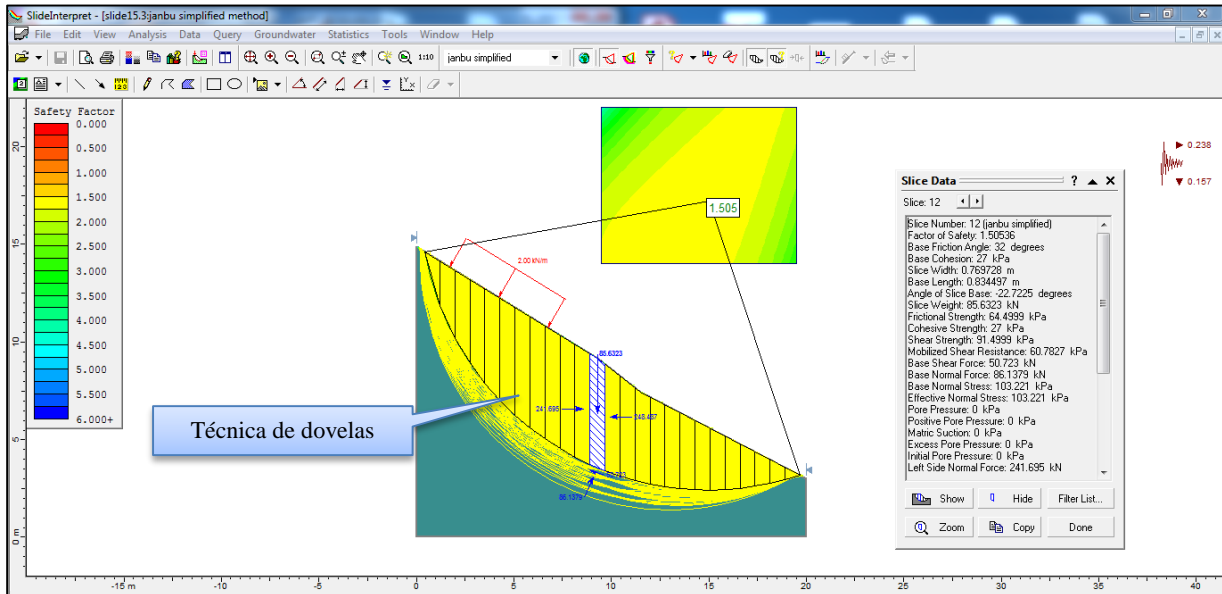 SlideInterpret - [slide15.3:janbu simplified method]
File Edit View Analysis Data Query Groundwater Statistics Tools Window Help
1:10 janbu simplified
Safety Factor
0.000
0.500
1.000
1.500
2.000
2.500
3.000
3.500
4.000
4.500
5.000
5.500
6.000+
20
15
10
5
0 m
1.505
2.00 kN/m
85.6323
241.695
248.467
50.723
86.1379
Técnica de dovelas
0.238
0.157
Slice Data ?
Slice: 12
Slice Number: 12 (janbu simplified)
Factor of Safety: 1.50536
Base Friction Angle: 32 degrees
Base Cohesion: 27 kPa
Slice Width: 0.769728 m
Base Length: 0.834497 m
Angle of Slice Base: -22.7225 degrees
Slice Weight: 85.6323 kN
Frictional Strength: 64.4999 kPa
Cohesive Strength: 27 kPa
Shear Strength: 91.4999 kPa
Mobilized Shear Resistance: 60.7827 kPa
Base Shear Force: 50.723 kN
Base Normal Force: 86.1379 kN
Base Normal Stress: 103.221 kPa
Effective Normal Stress: 103.221 kPa
Pore Pressure: 0 kPa
Positive Pore Pressure: 0 kPa
Matric Suction: 0 kPa
Excess Pore Pressure: 0 kPa
Initial Pore Pressure: 0 kPa
Left Side Normal Force: 241.695 kN
Show Hide Filter List...
Zoom Copy Done
-15 m -10 -5 0 5 10 15 20 25 30 35 40